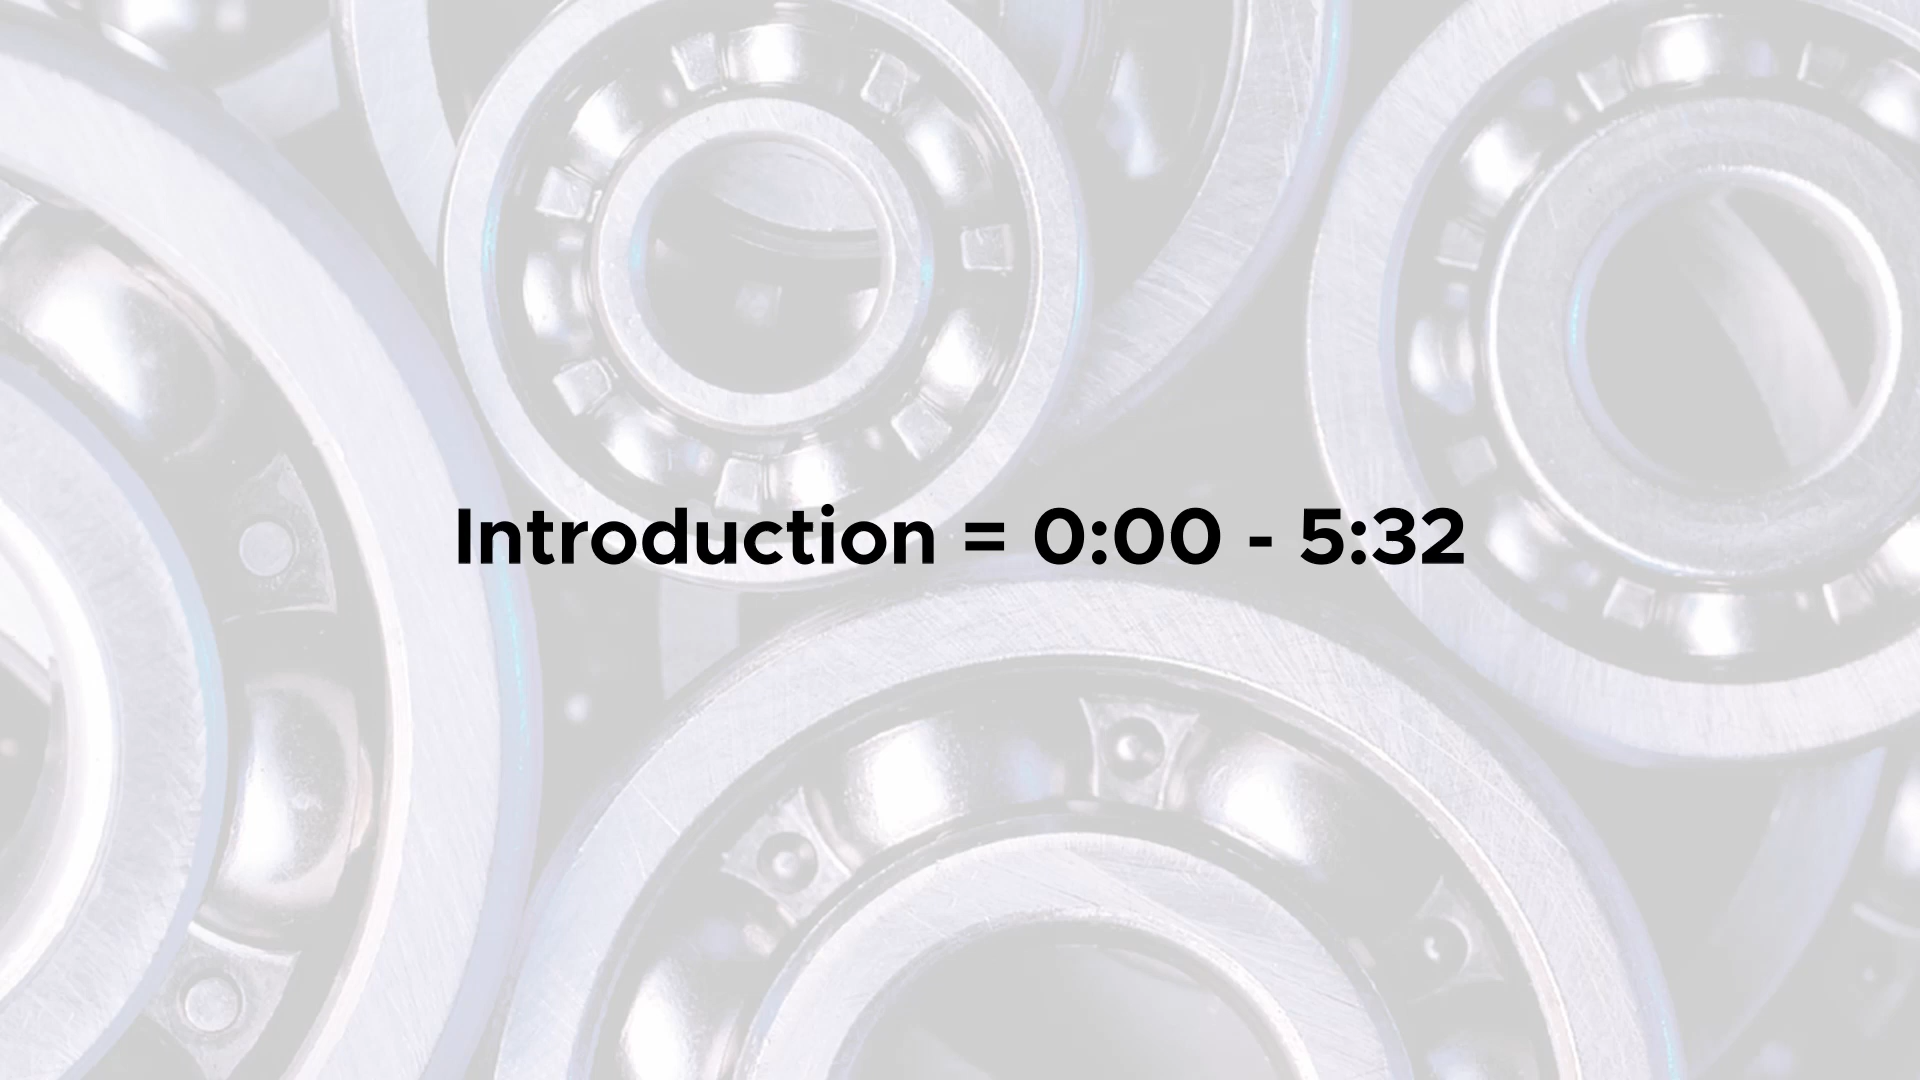 Introduction = 0:00 - 5:32